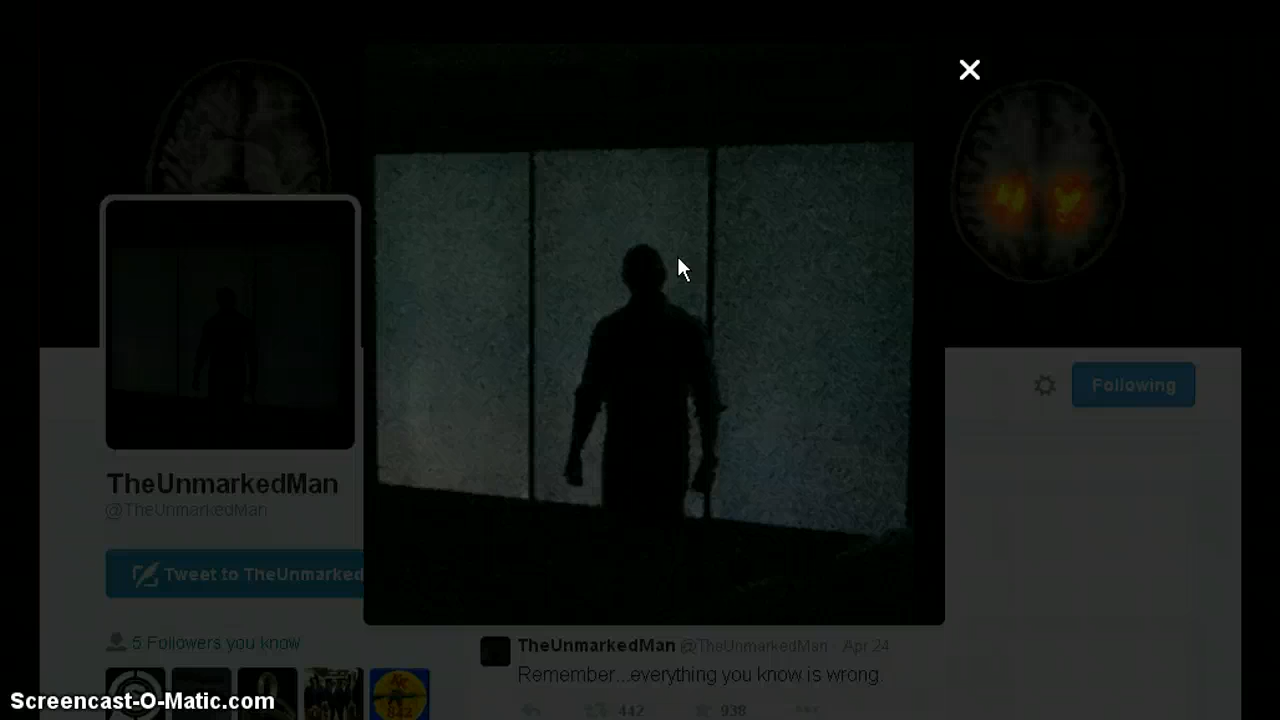 Following
TheUnmarkedMan
@TheUnmarkedMan
Tweet to TheUnmarked
5 Followers you know
TheUnmarkedMan @TheUnmarkedMan · Apr 24
Remember...everything you know is wrong.
442 938
Screencast-O-Matic.com